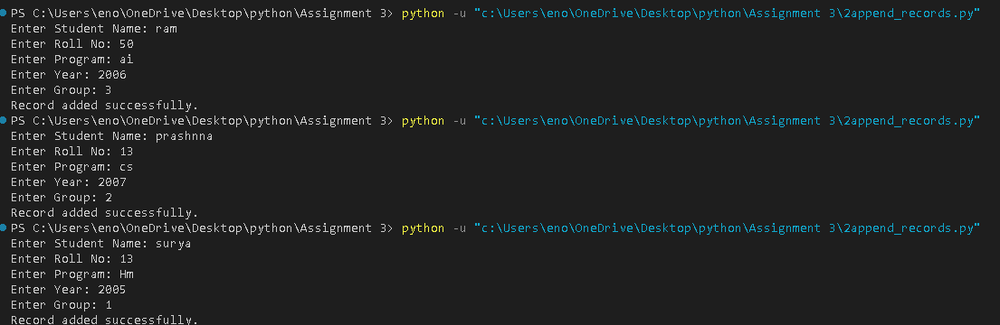 PS C:\Users\eno\OneDrive\Desktop\python\Assignment 3> python -u "c:\Users\eno\OneDrive\Desktop\python\Assignment 3\2append_records.py"
Enter Student Name: ram
Enter Roll No: 50
Enter Program: ai
Enter Year: 2006
Enter Group: 3
Record added successfully.
PS C:\Users\eno\OneDrive\Desktop\python\Assignment 3> python -u "c:\Users\eno\OneDrive\Desktop\python\Assignment 3\2append_records.py"
Enter Student Name: prashnna
Enter Roll No: 13
Enter Program: cs
Enter Year: 2007
Enter Group: 2
Record added successfully.
PS C:\Users\eno\OneDrive\Desktop\python\Assignment 3> python -u "c:\Users\eno\OneDrive\Desktop\python\Assignment 3\2append_records.py"
Enter Student Name: surya
Enter Roll No: 13
Enter Program: Hm
Enter Year: 2005
Enter Group: 1
Record added successfully.